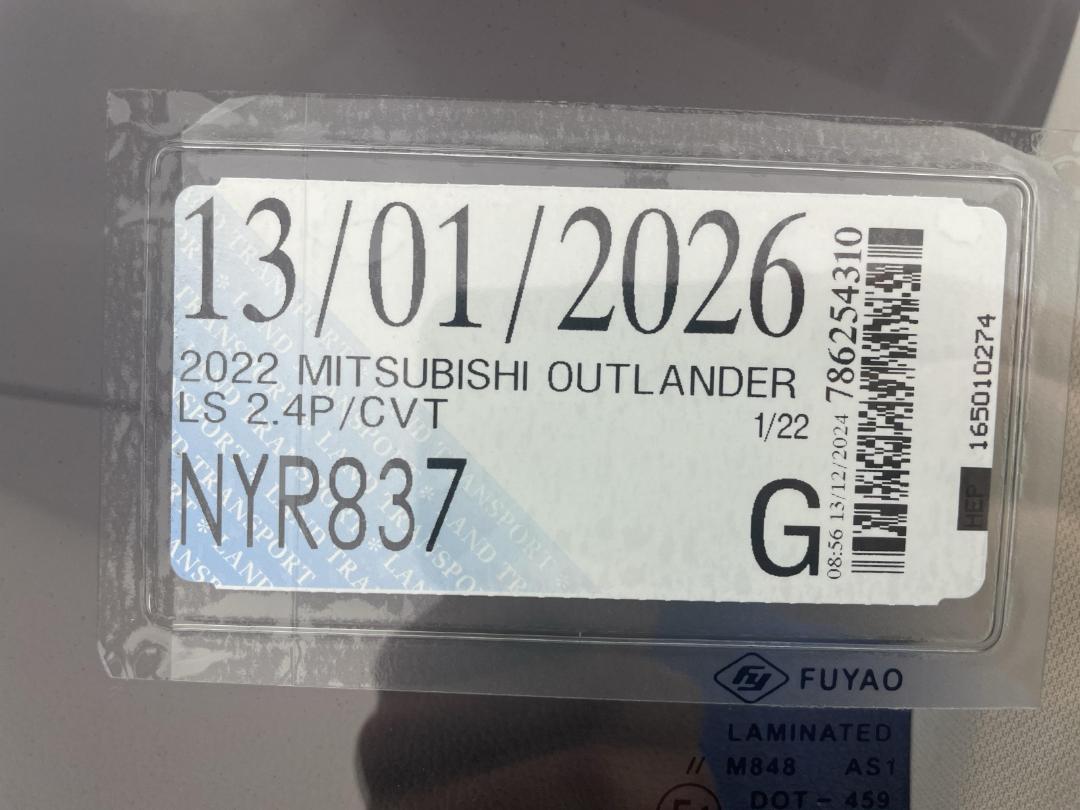 13/01/2026
2022 MITSUBISHI OUTLANDER
LS 2.4P/CVT
1/22
NYR837
G
08:56 13/12/2024 786254310
HEP 165010274
FUYAO
LAMINATED
// M848 AS1
DOT - 459